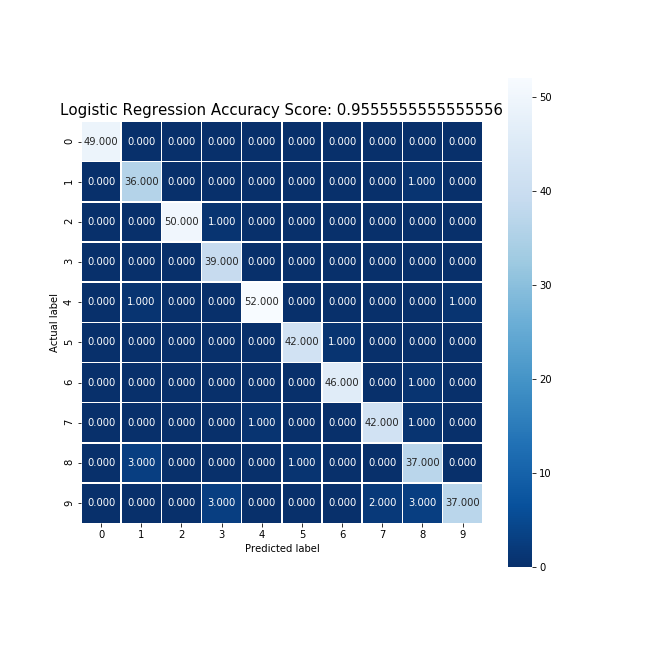 Logistic Regression Accuracy Score: 0.9555555555555556
0 49.000 0.000 0.000 0.000 0.000 0.000 0.000 0.000 0.000 0.000
1 0.000 36.000 0.000 0.000 0.000 0.000 0.000 0.000 1.000 0.000
2 0.000 0.000 50.000 1.000 0.000 0.000 0.000 0.000 0.000 0.000
3 0.000 0.000 0.000 39.000 0.000 0.000 0.000 0.000 0.000 0.000
4 0.000 1.000 0.000 0.000 52.000 0.000 0.000 0.000 0.000 1.000
5 0.000 0.000 0.000 0.000 0.000 42.000 1.000 0.000 0.000 0.000
6 0.000 0.000 0.000 0.000 0.000 0.000 46.000 0.000 1.000 0.000
7 0.000 0.000 0.000 0.000 1.000 0.000 0.000 42.000 1.000 0.000
8 0.000 3.000 0.000 0.000 0.000 1.000 0.000 0.000 37.000 0.000
9 0.000 0.000 0.000 3.000 0.000 0.000 0.000 2.000 3.000 37.000
0 1 2 3 4 5 6 7 8 9
Predicted label
Actual label
50
40
30
20
10
0